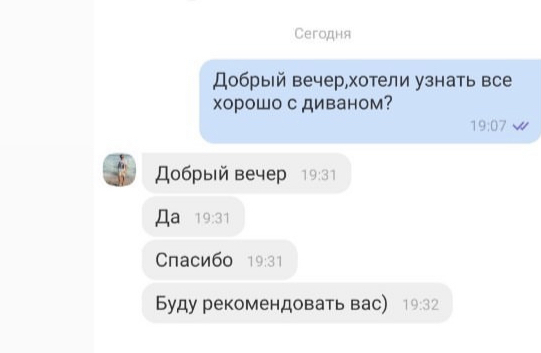 Сегодня
Добрый вечер,хотели узнать все
хорошо с диваном?
19:07
Добрый вечер 19:31
Да 19:31
Спасибо 19:31
Буду рекомендовать вас) 19:32